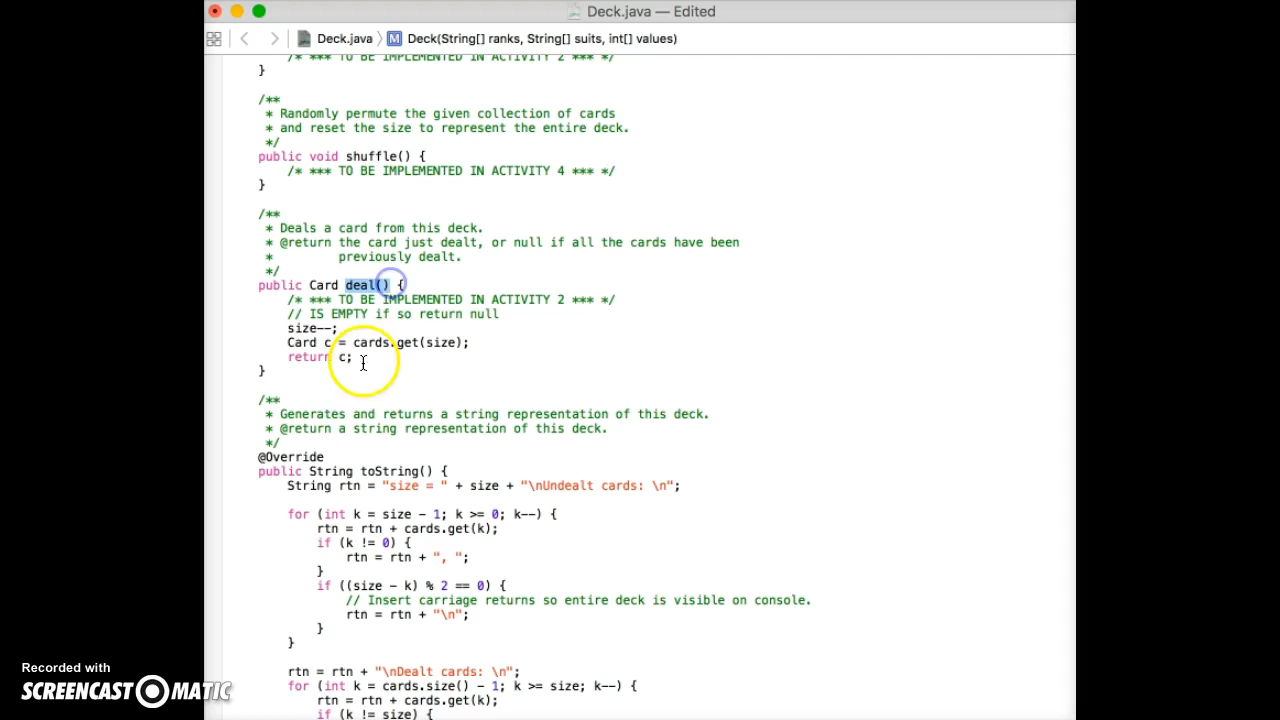 Deck.java — Edited
Deck.java > M Deck(String[] ranks, String[] suits, int[] values)
/* *** TO BE IMPLEMENTED IN ACTIVITY 2 *** */
}
/**
* Randomly permute the given collection of cards
* and reset the size to represent the entire deck.
*/
public void shuffle() {
/* *** TO BE IMPLEMENTED IN ACTIVITY 4 *** */
}
/**
* Deals a card from this deck.
* @return the card just dealt, or null if all the cards have been
* previously dealt.
*/
public Card deal() {
/* *** TO BE IMPLEMENTED IN ACTIVITY 2 *** */
// IS EMPTY if so return null
size--;
Card c = cards.get(size);
return c;
}
/**
* Generates and returns a string representation of this deck.
* @return a string representation of this deck.
*/
@Override
public String toString() {
String rtn = "size = " + size + "\nUndealt cards: \n";
for (int k = size - 1; k >= 0; k--) {
rtn = rtn + cards.get(k);
if (k != 0) {
rtn = rtn + ", ";
}
if ((size - k) % 2 == 0) {
// Insert carriage returns so entire deck is visible on console.
rtn = rtn + "\n";
}
}
rtn = rtn + "\nDealt cards: \n";
for (int k = cards.size() - 1; k >= size; k--) {
rtn = rtn + cards.get(k);
if (k != size) {
Recorded with
SCREENCAST-O-MATIC